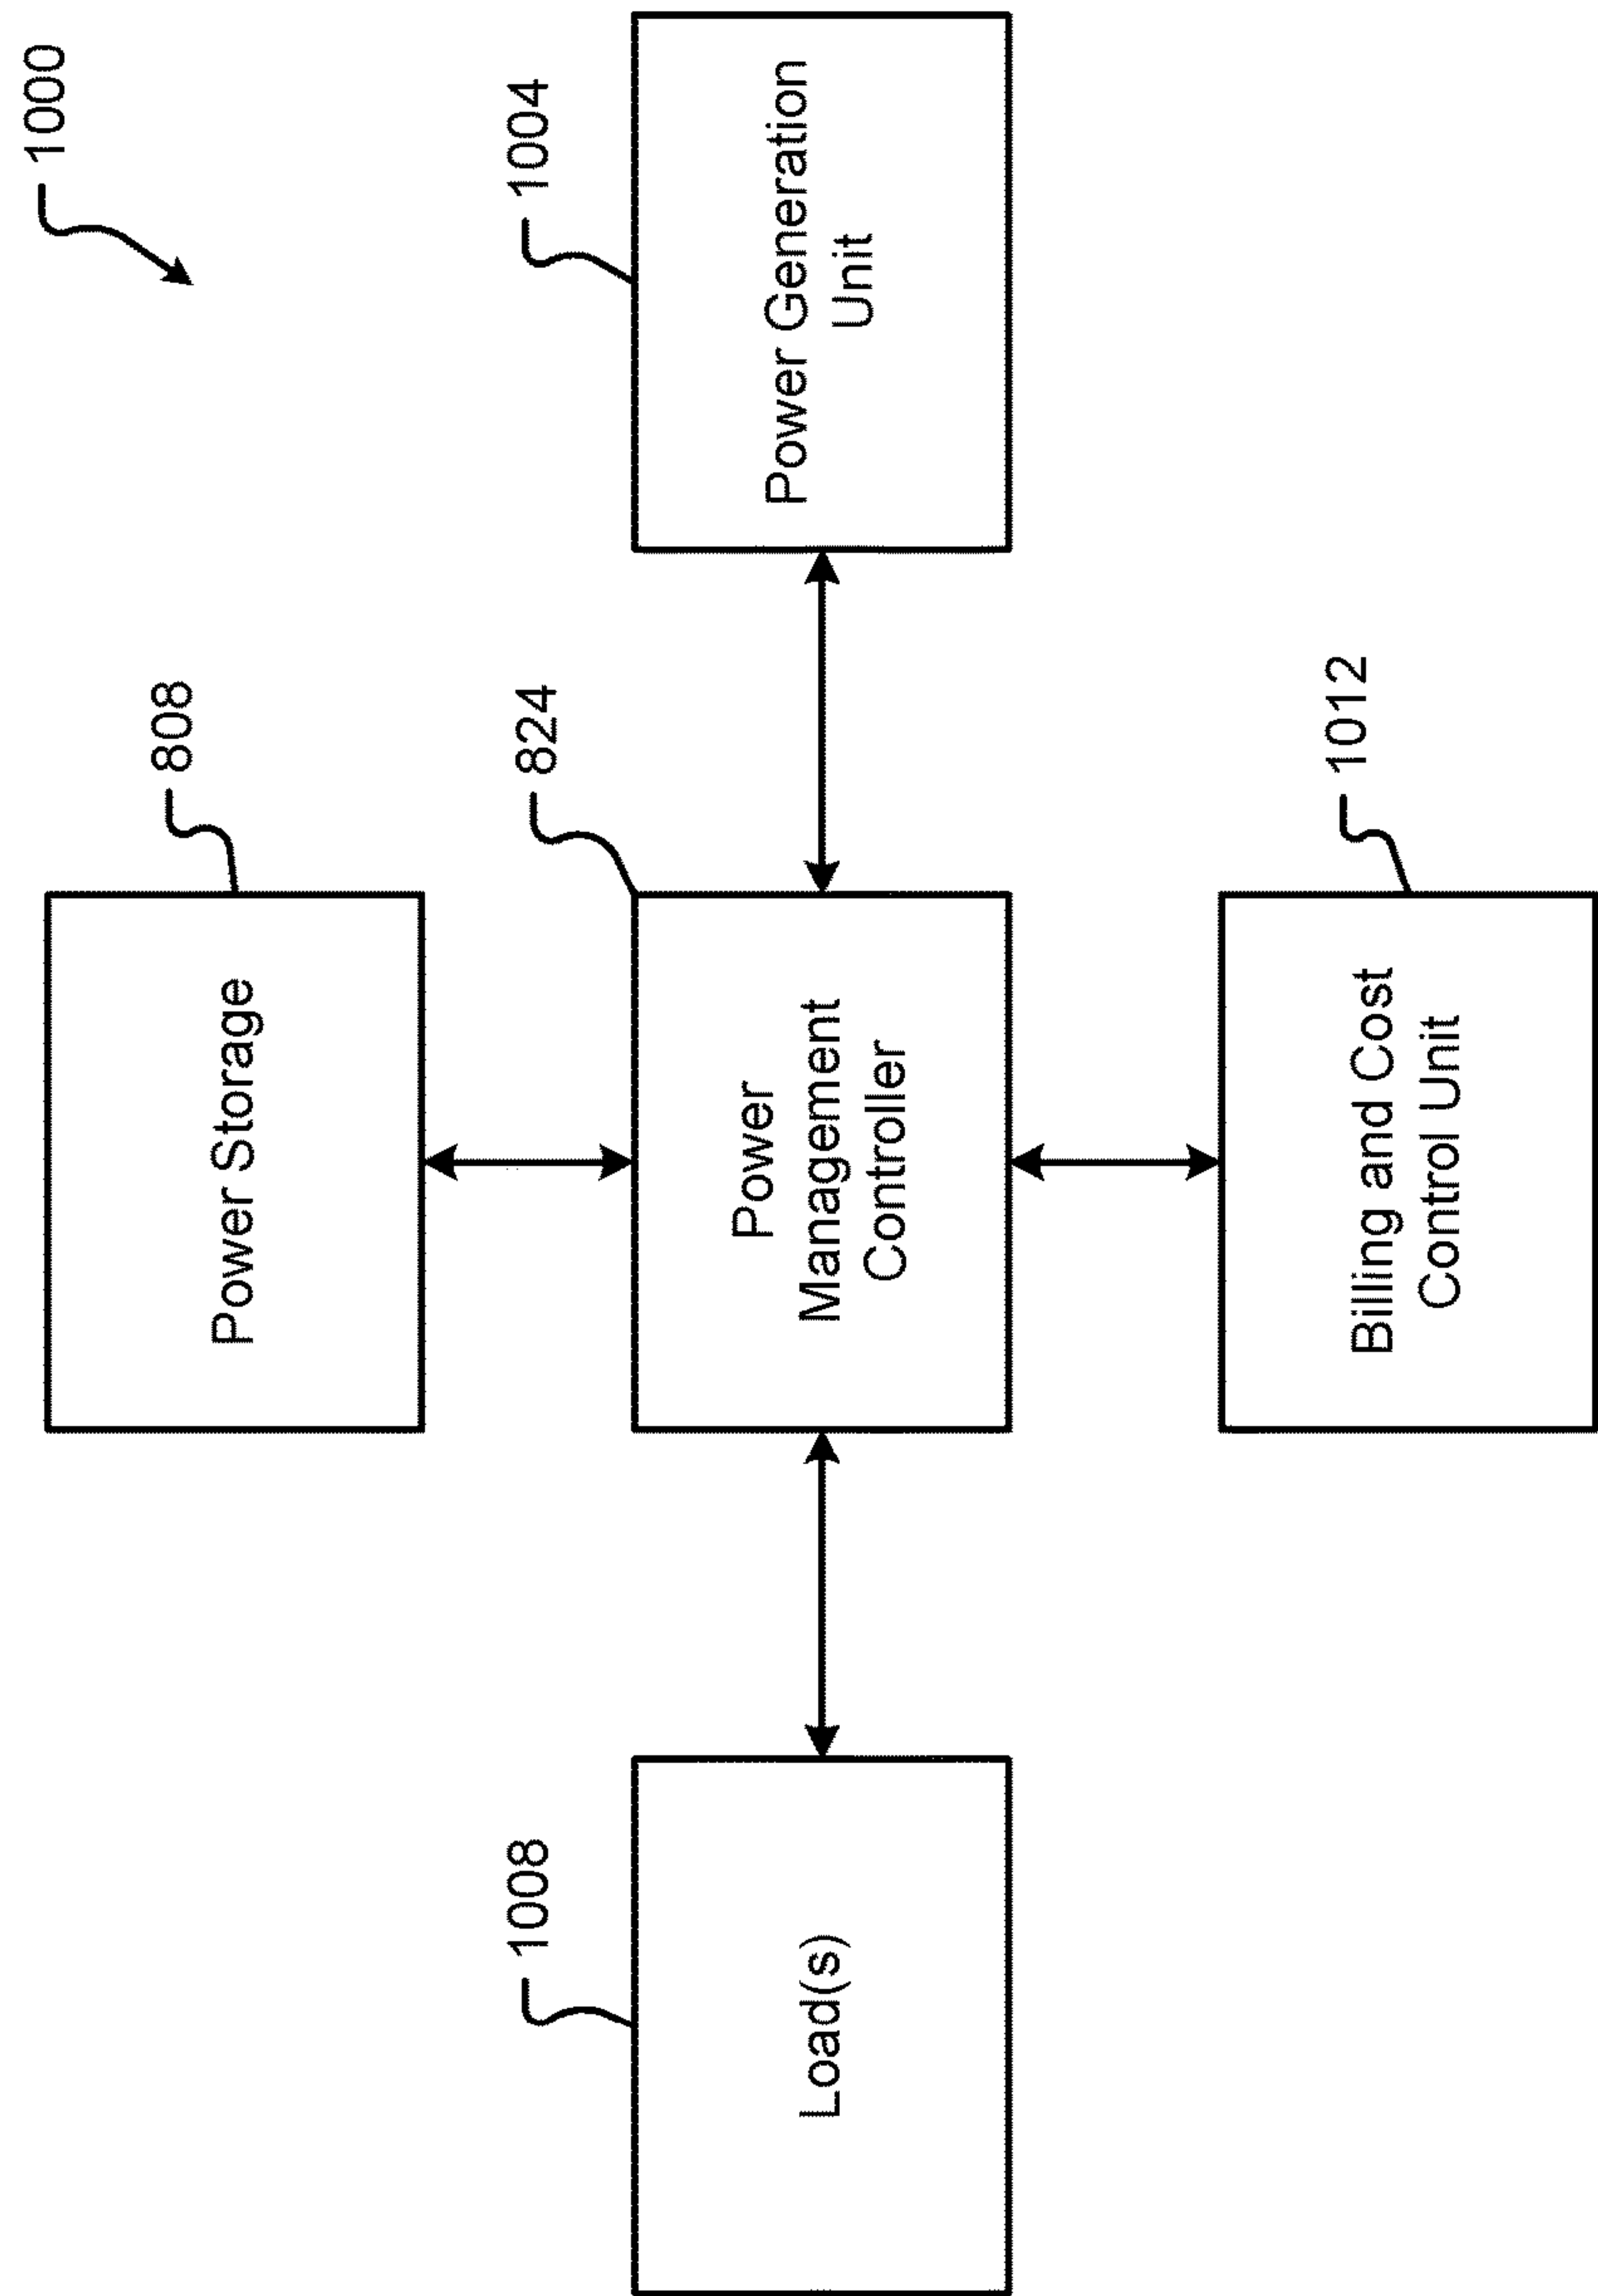 1000
808
Power Storage
1008
Load(s)
824
Power
Management
Controller
1004
Power Generation
Unit
1012
Billing and Cost
Control Unit